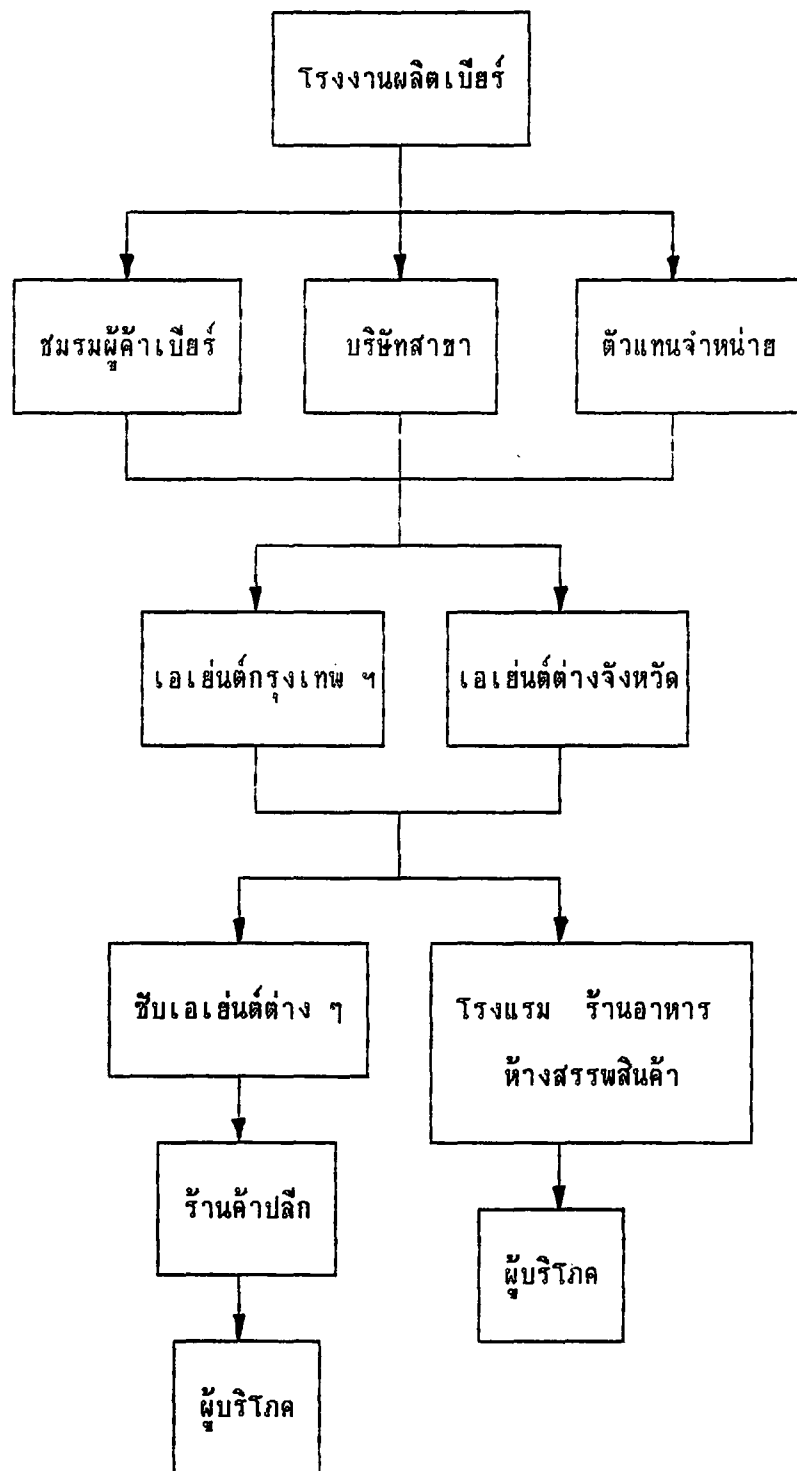 โรงงานผลิตเบียร์
ชมรมผู้ค้าเบียร์
บริษัทสาขา
ตัวแทนจำหน่าย
เอเย่นต์กรุงเทพ ฯ
เอเย่นต์ต่างจังหวัด
ซับเอเย่นต์ต่าง ๆ
โรงแรม ร้านอาหาร
ห้างสรรพสินค้า
ร้านค้าปลีก
ผู้บริโภค
ผู้บริโภค